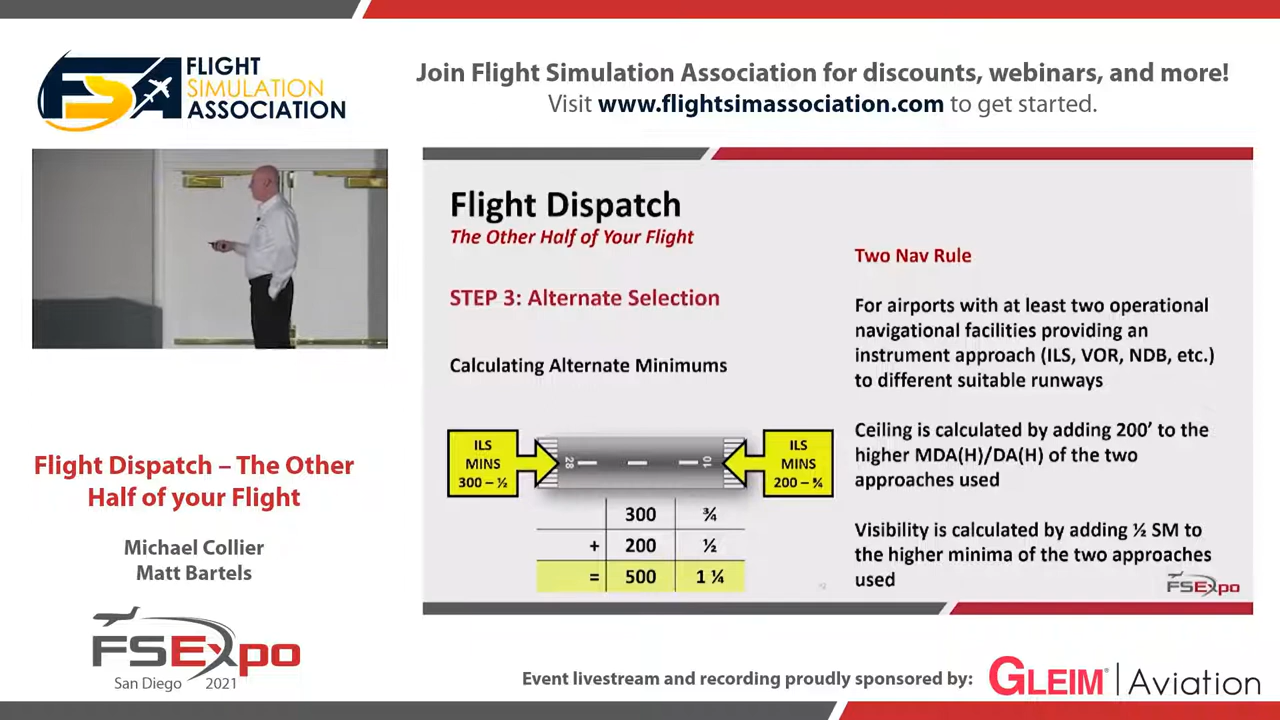 FLIGHT
SIMULATION
ASSOCIATION
Join Flight Simulation Association for discounts, webinars, and more!
Visit www.flightsimassociation.com to get started.
Flight Dispatch
The Other Half of Your Flight
STEP 3: Alternate Selection
Calculating Alternate Minimums
ILS
MINS
300 – ½
28
10
ILS
MINS
200 – ¾
300 ¾
+ 200 ½
= 500 1 ¼
Two Nav Rule
For airports with at least two operational
navigational facilities providing an
instrument approach (ILS, VOR, NDB, etc.)
to different suitable runways
Ceiling is calculated by adding 200' to the
higher MDA(H)/DA(H) of the two
approaches used
Visibility is calculated by adding ½ SM to
the higher minima of the two approaches
used
FSExpo
Flight Dispatch – The Other
Half of your Flight
Michael Collier
Matt Bartels
FSExpo
San Diego 2021
Event livestream and recording proudly sponsored by:
GLEIM® | Aviation